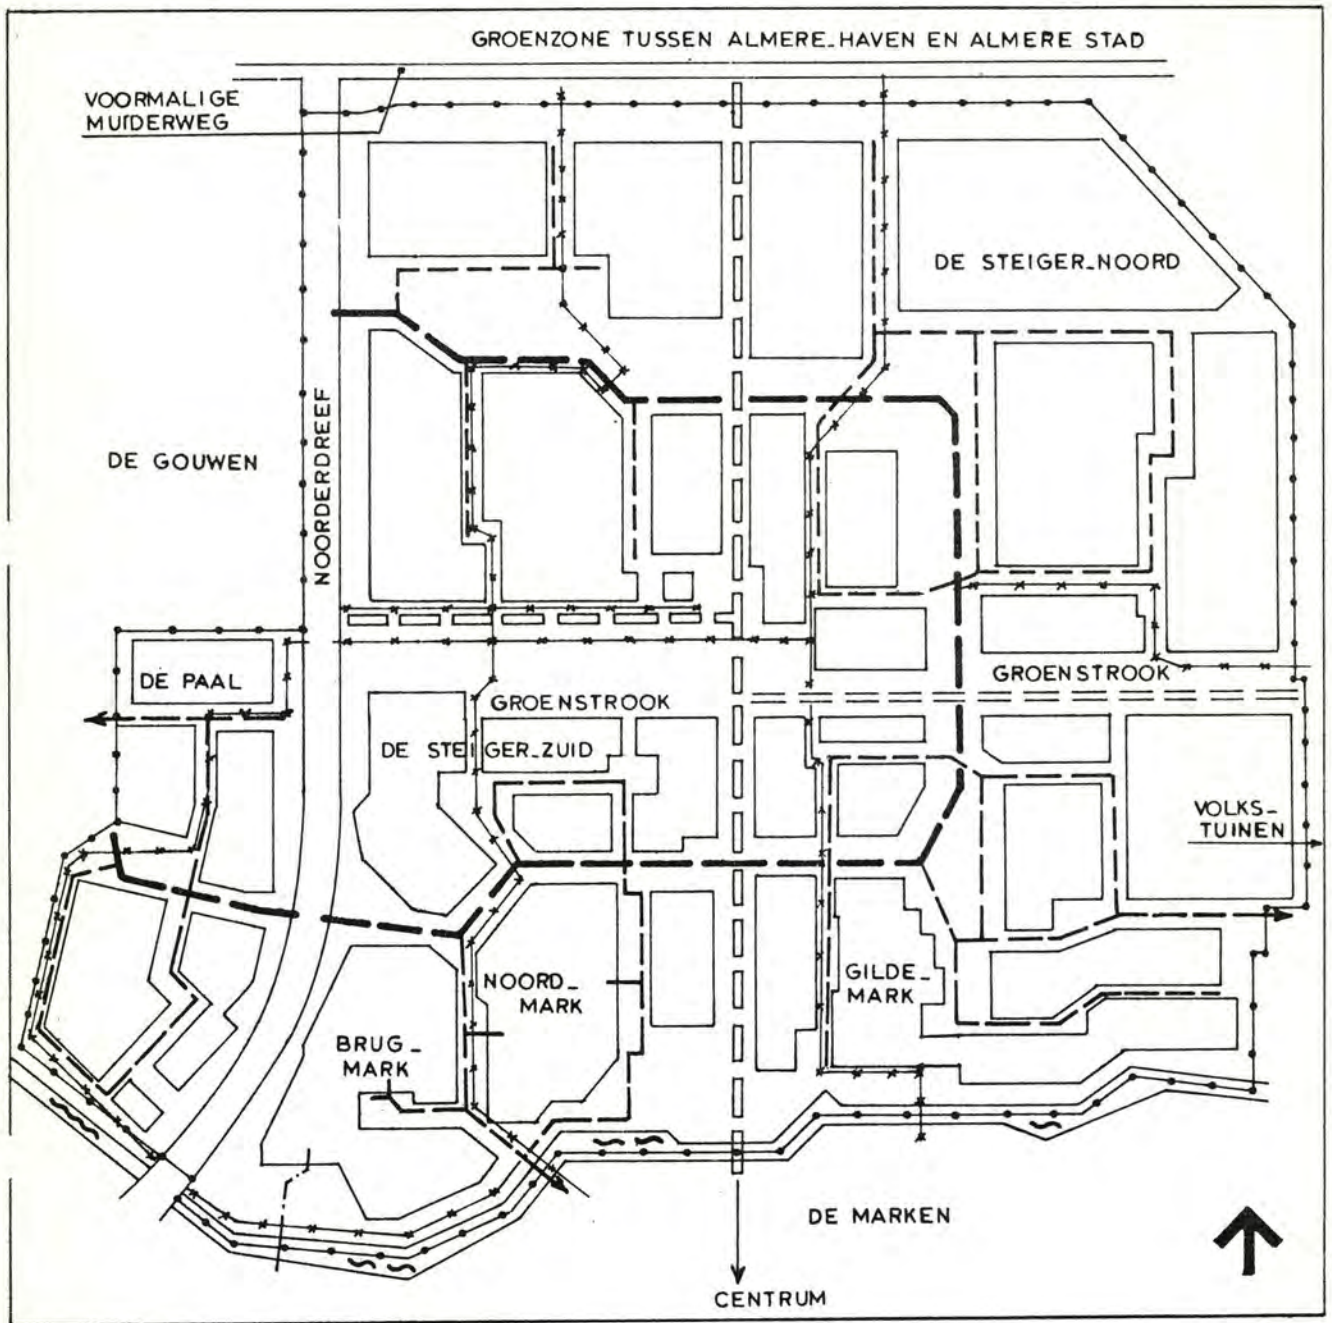 GROENZONE TUSSEN ALMERE_HAVEN EN ALMERE STAD
VOORMALIGE
MUIDERWEG
DE STEIGER_NOORD
DE GOUWEN
NOORDERDREEF
DE PAAL
GROENSTROOK
GROENSTROOK
DE STEIGER_ZUID
VOLKS_
TUINEN
NOORD_
MARK
GILDE_
MARK
BRUG_
MARK
DE MARKEN
CENTRUM